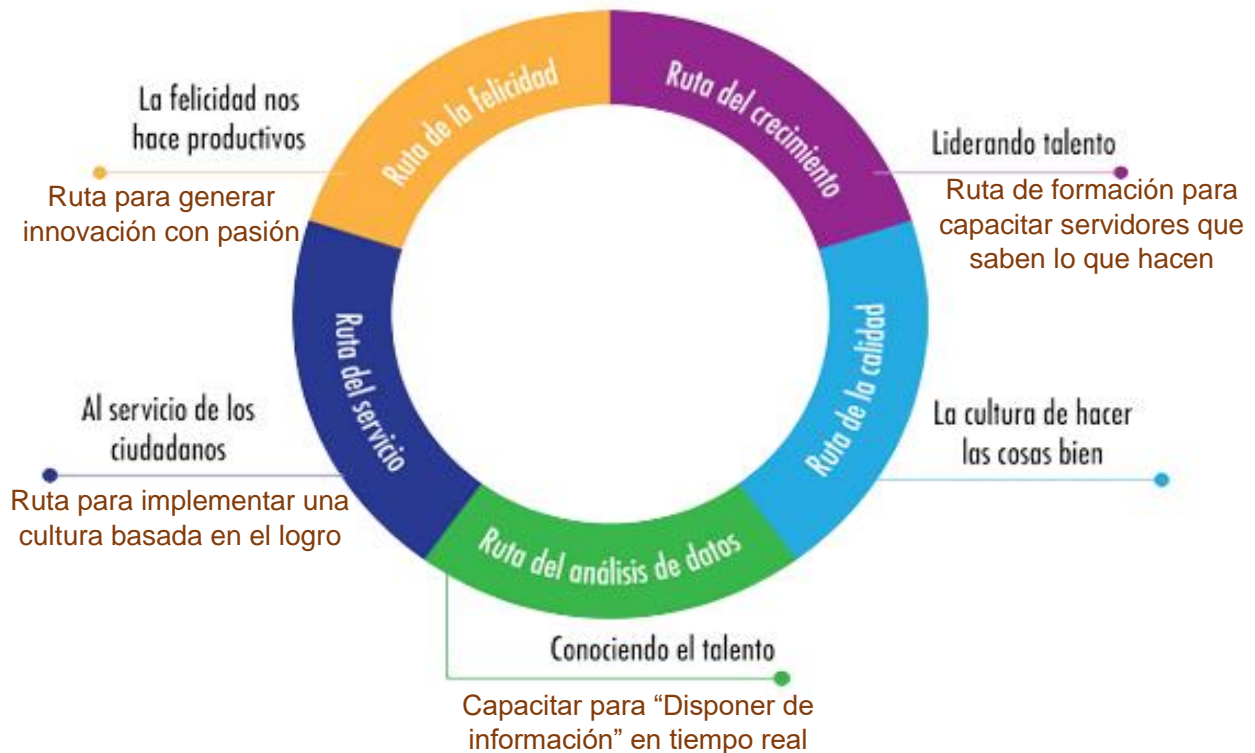 Ruta de la felicidad
Ruta del crecimiento
La felicidad nos
hace productivos
Ruta para generar
innovación con pasión
Liderando talento
Ruta de formación para
capacitar servidores que
saben lo que hacen
Ruta del servicio
Ruta de la calidad
Al servicio de los
ciudadanos
Ruta para implementar una
cultura basada en el logro
La cultura de hacer
las cosas bien
Ruta del análisis de datos
Conociendo el talento
Capacitar para “Disponer de
información” en tiempo real